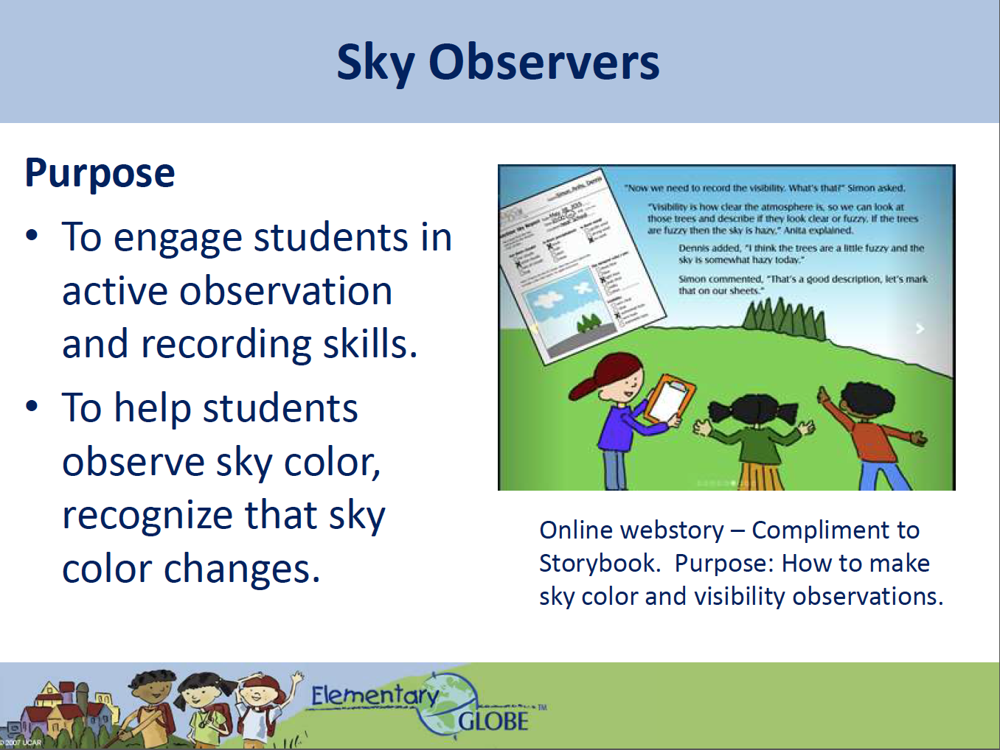 Sky Observers
Purpose
• To engage students in
active observation
and recording skills.
• To help students
observe sky color,
recognize that sky
color changes.
Simon, Anita, Dennis
"Now we need to record the visibility. What's that?" Simon asked.
"Visibility is how clear the atmosphere is, so we can look at
those trees and describe if they look clear or fuzzy. If the trees
are fuzzy then the sky is hazy," Anita explained.
Dennis added, "I think the trees are a little fuzzy and the
sky is somewhat hazy today."
Simon commented, "That's a good description, let's mark
that on our sheets."
Online webstory – Compliment to
Storybook.  Purpose: How to make
sky color and visibility observations.
Elementary
GLOBE™
© 2007 UCAR